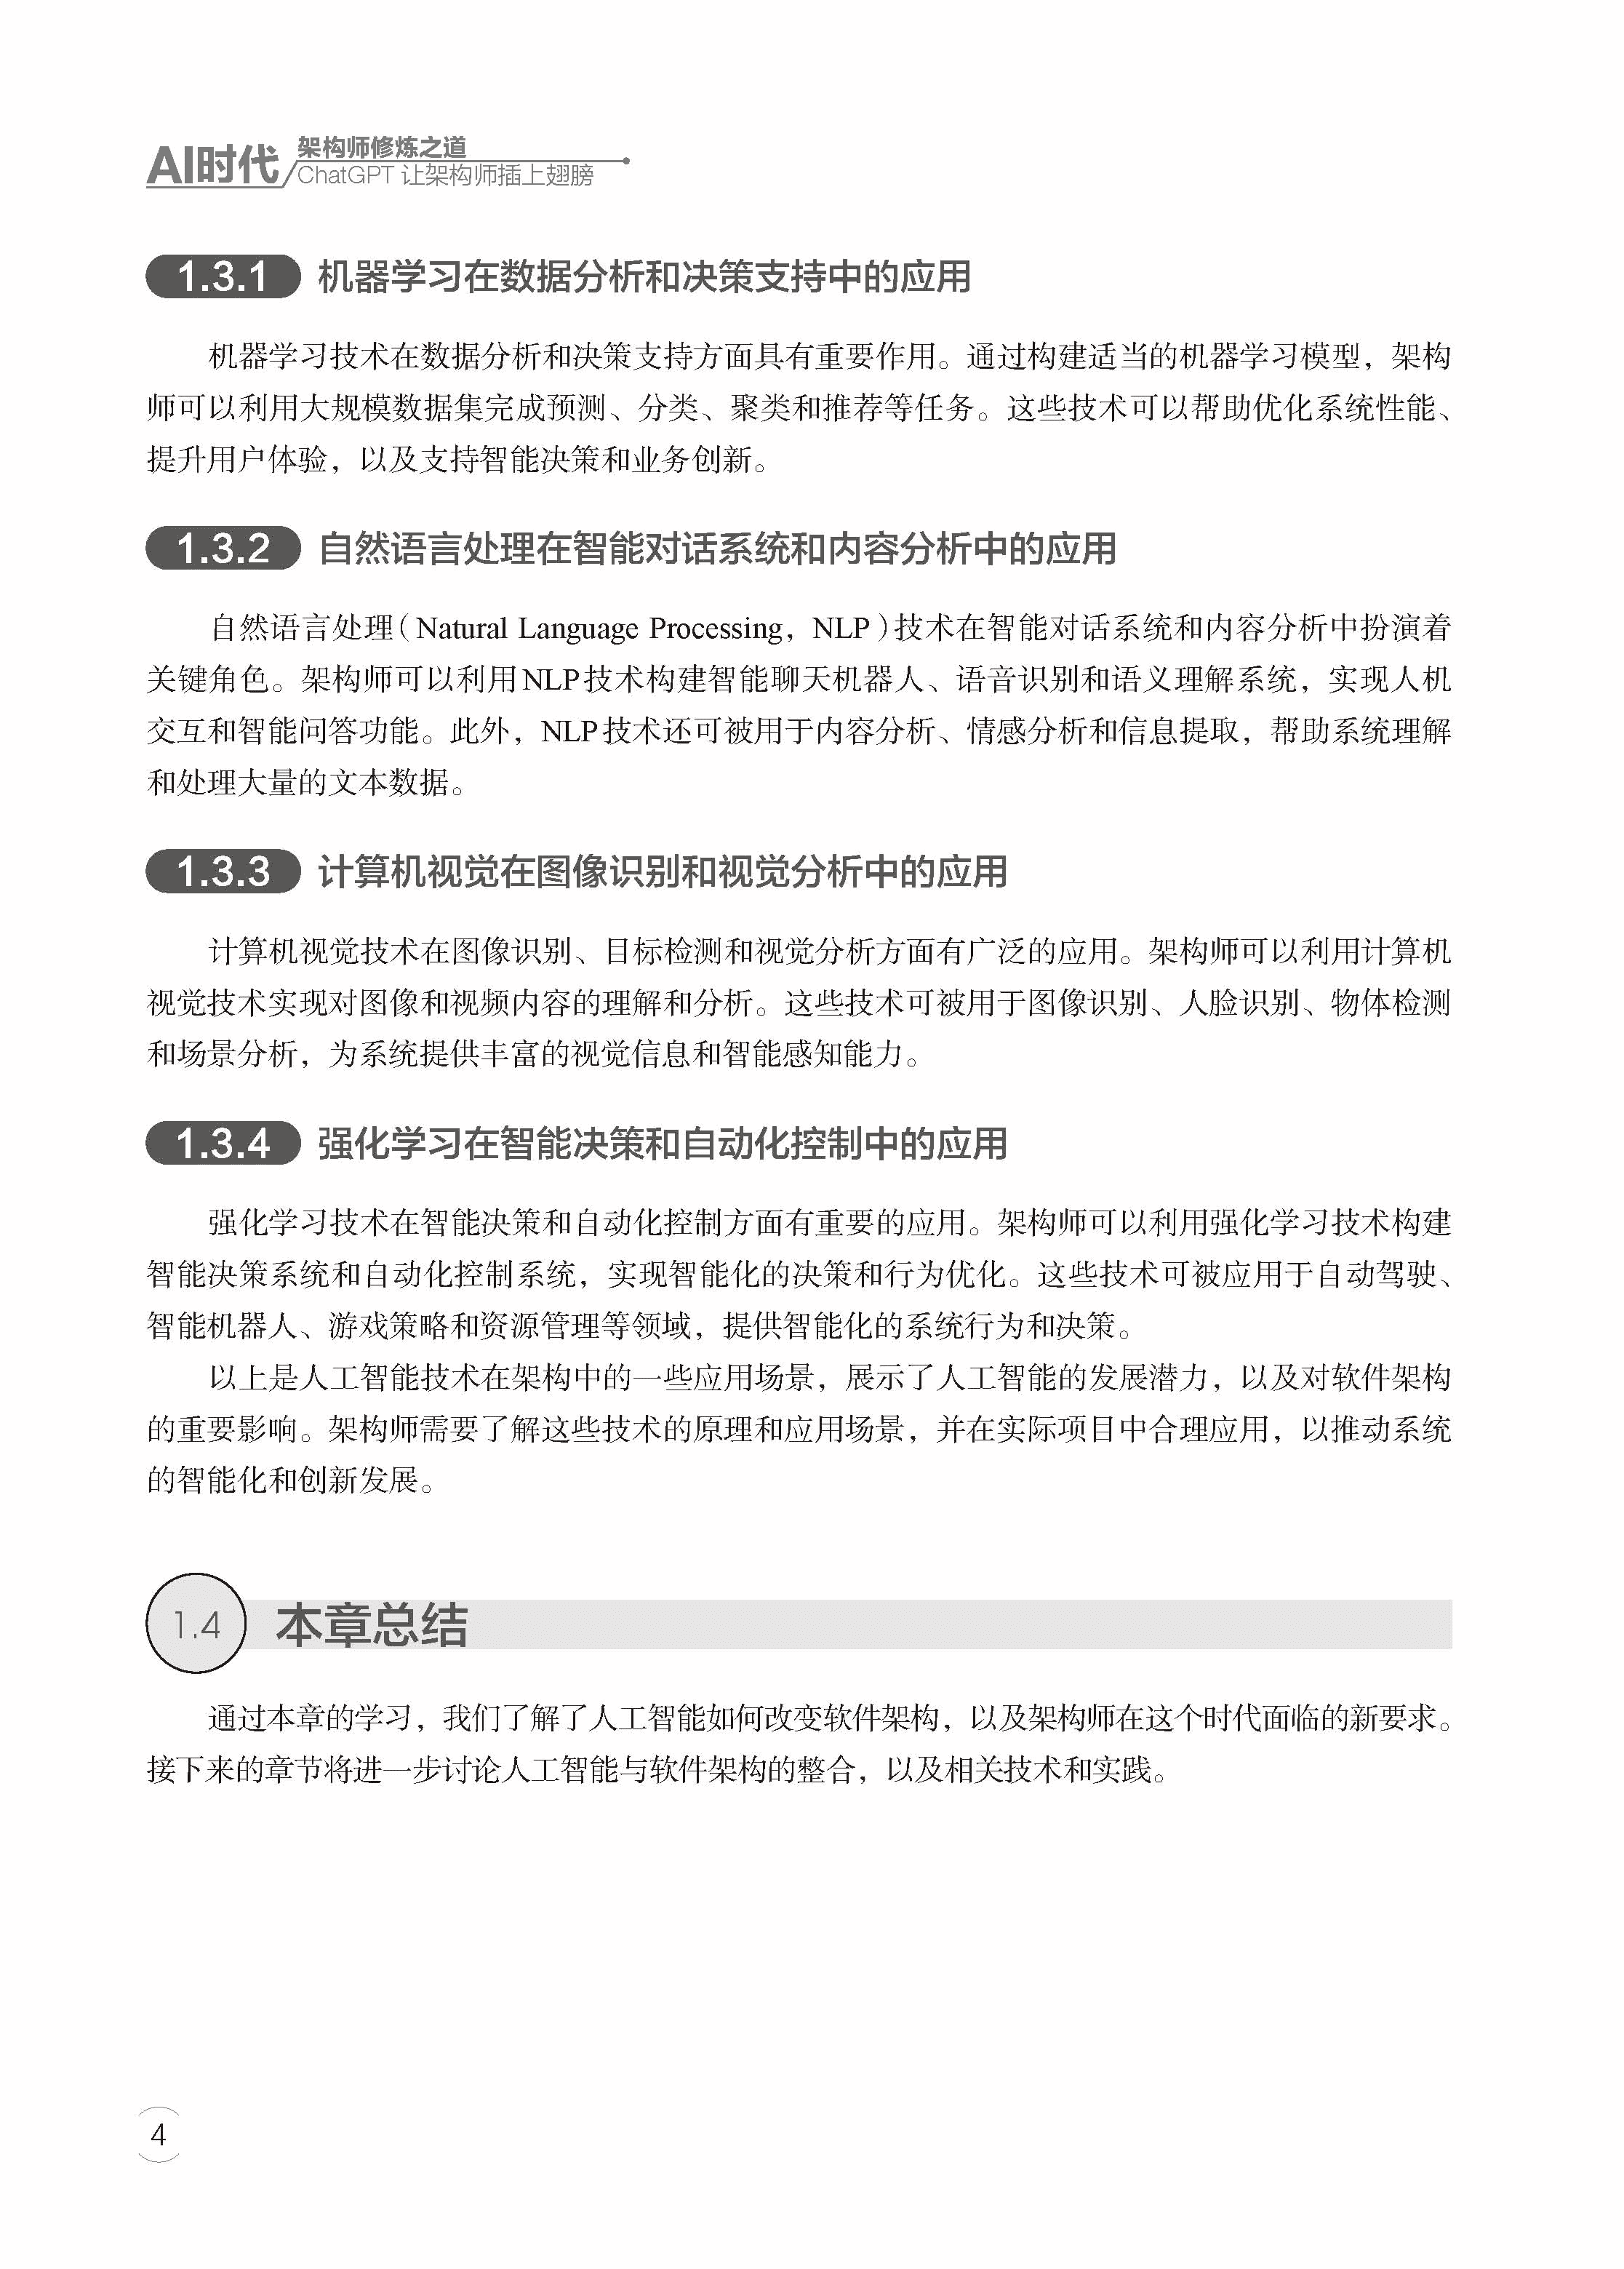 AI时代 架构师修炼之道
ChatGPT 让架构师插上翅膀
1.3.1 机器学习在数据分析和决策支持中的应用
机器学习技术在数据分析和决策支持方面具有重要作用。通过构建适当的机器学习模型，架构
师可以利用大规模数据集完成预测、分类、聚类和推荐等任务。这些技术可以帮助优化系统性能、
提升用户体验，以及支持智能决策和业务创新。
1.3.2 自然语言处理在智能对话系统和内容分析中的应用
自然语言处理（Natural Language Processing，NLP）技术在智能对话系统和内容分析中扮演着
关键角色。架构师可以利用NLP技术构建智能聊天机器人、语音识别和语义理解系统，实现人机
交互和智能问答功能。此外，NLP技术还可被用于内容分析、情感分析和信息提取，帮助系统理解
和处理大量的文本数据。
1.3.3 计算机视觉在图像识别和视觉分析中的应用
计算机视觉技术在图像识别、目标检测和视觉分析方面有广泛的应用。架构师可以利用计算机
视觉技术实现对图像和视频内容的理解和分析。这些技术可被用于图像识别、人脸识别、物体检测
和场景分析，为系统提供丰富的视觉信息和智能感知能力。
1.3.4 强化学习在智能决策和自动化控制中的应用
强化学习技术在智能决策和自动化控制方面有重要的应用。架构师可以利用强化学习技术构建
智能决策系统和自动化控制系统，实现智能化的决策和行为优化。这些技术可被应用于自动驾驶、
智能机器人、游戏策略和资源管理等领域，提供智能化的系统行为和决策。
以上是人工智能技术在架构中的一些应用场景，展示了人工智能的发展潜力，以及对软件架构
的重要影响。架构师需要了解这些技术的原理和应用场景，并在实际项目中合理应用，以推动系统
的智能化和创新发展。
1.4 本章总结
通过本章的学习，我们了解了人工智能如何改变软件架构，以及架构师在这个时代面临的新要求。
接下来的章节将进一步讨论人工智能与软件架构的整合，以及相关技术和实践。
4